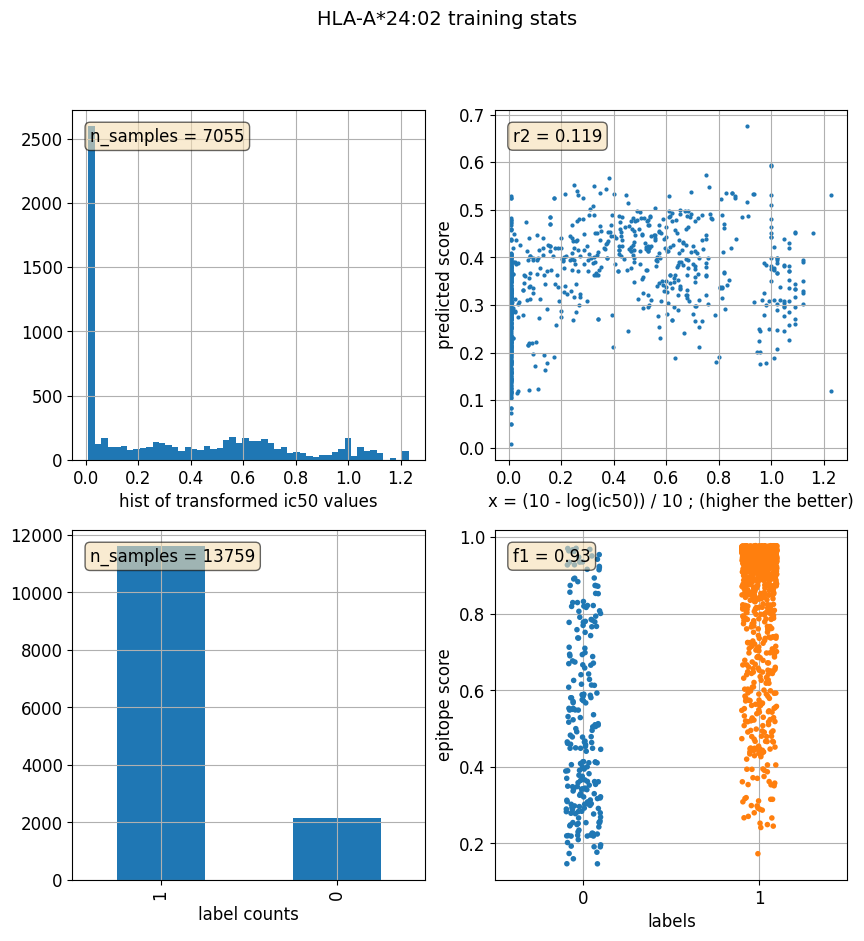 HLA-A*24:02 training stats
n_samples = 7055
2500
2000
1500
1000
500
0
0.0 0.2 0.4 0.6 0.8 1.0 1.2
hist of transformed ic50 values
r2 = 0.119
predicted score
0.7
0.6
0.5
0.4
0.3
0.2
0.1
0.0
0.0 0.2 0.4 0.6 0.8 1.0 1.2
x = (10 - log(ic50)) / 10 ; (higher the better)
n_samples = 13759
12000
10000
8000
6000
4000
2000
0
1 0
label counts
f1 = 0.93
epitope score
1.0
0.8
0.6
0.4
0.2
0 1
labels